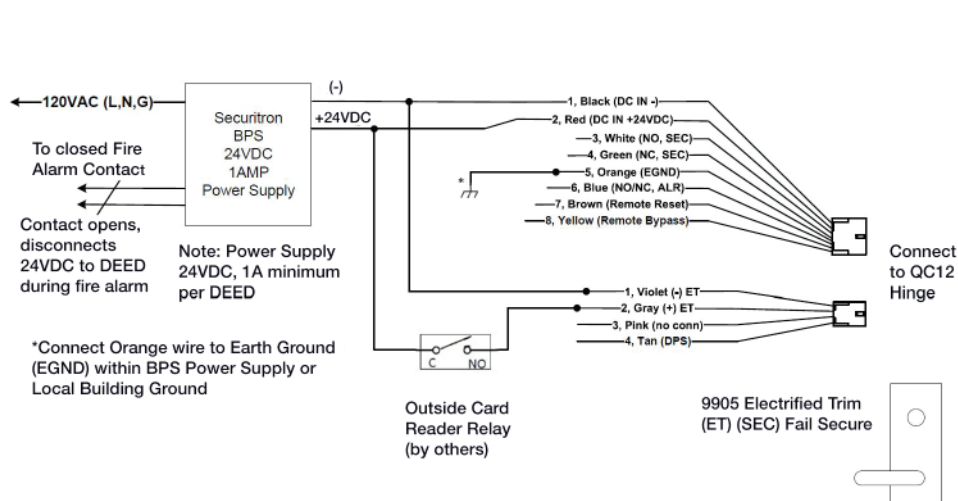 120VAC (L,N,G)
Securitron
BPS
24VDC
1AMP
Power Supply
(-)
+24VDC
To closed Fire
Alarm Contact
Contact opens,
disconnects
24VDC to DEED
during fire alarm
Note: Power Supply
24VDC, 1A minimum
per DEED
*Connect Orange wire to Earth Ground
(EGND) within BPS Power Supply or
Local Building Ground
1, Black (DC IN -)
2, Red (DC IN +24VDC)
3, White (NO, SEC)
4, Green (NC, SEC)
5, Orange (EGND)
*
6, Blue (NO/NC, ALR)
7, Brown (Remote Reset)
8, Yellow (Remote Bypass)
Connect
to QC12
Hinge
1, Violet (-) ET
2, Gray (+) ET
3, Pink (no conn)
4, Tan (DPS)
C NO
Outside Card
Reader Relay
(by others)
9905 Electrified Trim
(ET) (SEC) Fail Secure